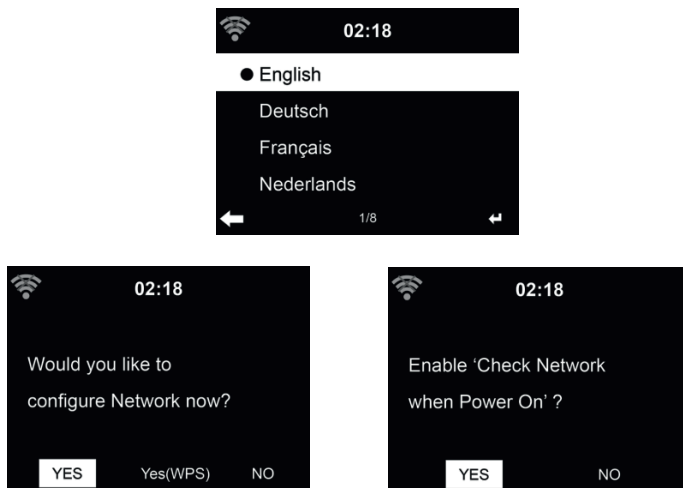 02:18
English
Deutsch
Français
Nederlands
1/8
02:18
Would you like to
configure Network now?
YES Yes(WPS) NO
02:18
Enable ‘Check Network
when Power On’ ?
YES NO